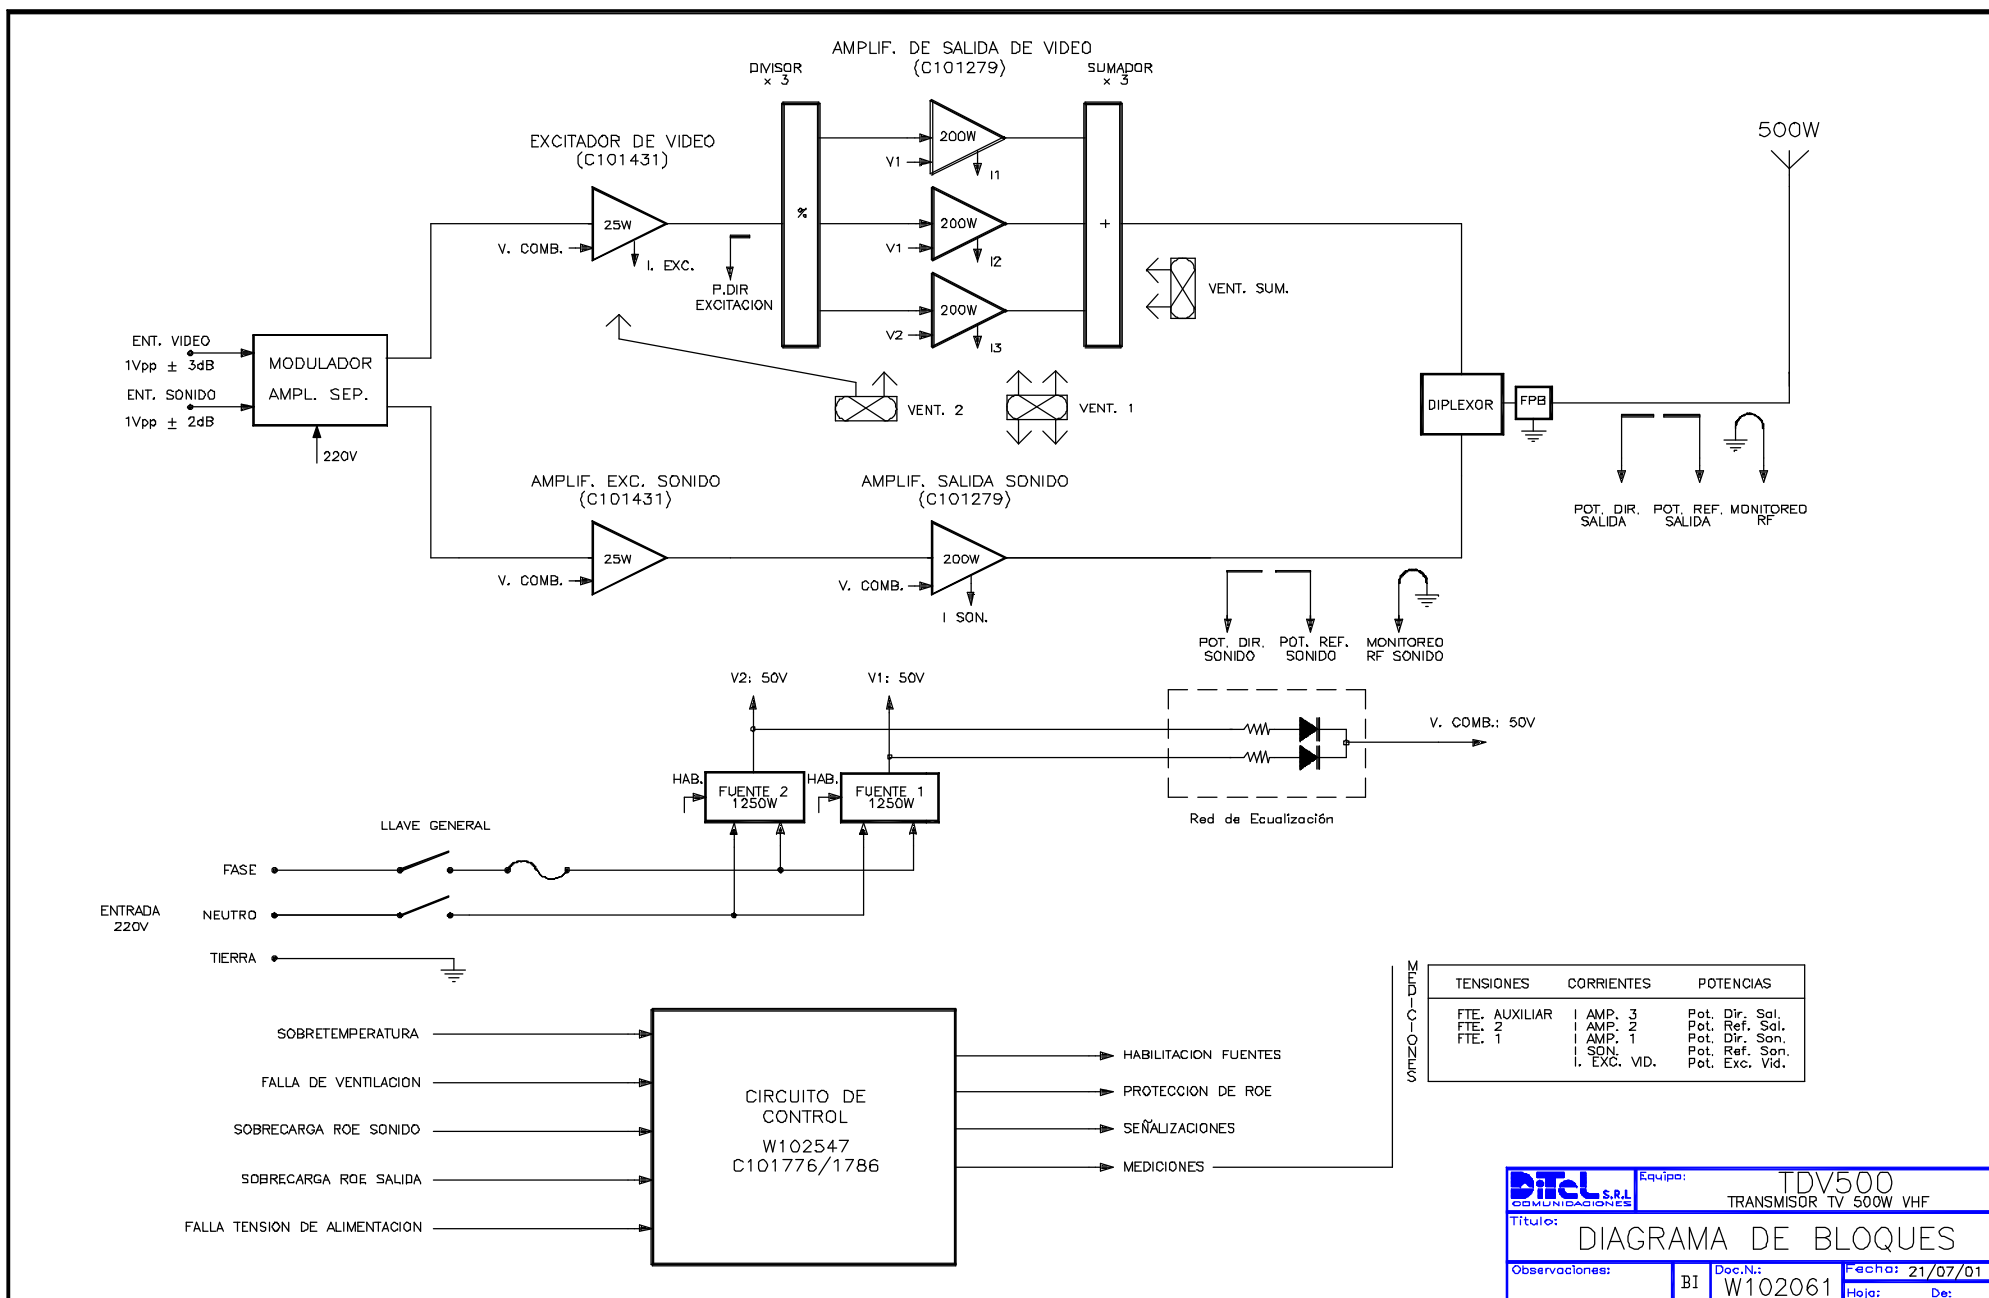 AMPLIF. DE SALIDA DE VIDEO
(C101279)
DIVISOR
x 3
SUMADOR
x 3
EXCITADOR DE VIDEO
(C101431)
500W
200W
V1
I1
25W
V. COMB.
I. EXC.
%
200W
V1
I2
+
P.DIR
EXCITACION
200W
V2
I3
VENT. SUM.
ENT. VIDEO
1Vpp ± 3dB
ENT. SONIDO
1Vpp ± 2dB
MODULADOR
AMPL. SEP.
220V
VENT. 2
VENT. 1
DIPLEXOR
FPB
AMPLIF. EXC. SONIDO
(C101431)
AMPLIF. SALIDA SONIDO
(C101279)
POT. DIR.
SALIDA
POT. REF.
SALIDA
MONITOREO
RF
25W
V. COMB.
200W
V. COMB.
I SON.
POT. DIR.
SONIDO
POT. REF.
SONIDO
MONITOREO
RF SONIDO
V2: 50V
V1: 50V
V. COMB.: 50V
HAB.
FUENTE 2
1250W
HAB.
FUENTE 1
1250W
Red de Ecualización
LLAVE GENERAL
FASE
ENTRADA
220V
NEUTRO
TIERRA
MEDICIONES
TENSIONES CORRIENTES POTENCIAS
FTE. AUXILIAR I AMP. 3 Pot. Dir. Sal.
FTE. 2 I AMP. 2 Pot. Ref. Sal.
FTE. 1 I AMP. 1 Pot. Dir. Son.
I SON. Pot. Ref. Son.
I. EXC. VID. Pot. Exc. Vid.
SOBRETEMPERATURA
FALLA DE VENTILACION
SOBRECARGA ROE SONIDO
SOBRECARGA ROE SALIDA
FALLA TENSION DE ALIMENTACION
CIRCUITO DE
CONTROL
W102547
C101776/1786
HABILITACION FUENTES
PROTECCION DE ROE
SEÑALIZACIONES
MEDICIONES
DiTeL S.R.L
COMUNICACIONES
Equipo:
TDV500
TRANSMISOR TV 500W VHF
Título:
DIAGRAMA DE BLOQUES
Observaciones:
BI
Doc.N.:
W102061
Fecha: 21/07/01
Hoja: De: